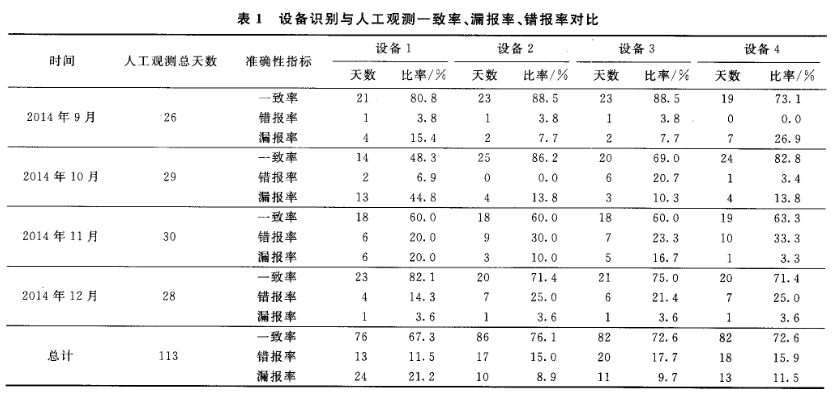 表 1 设备识别与人工观测一致率、漏报率、错报率对比
时间 人工观测总天数 准确性指标 设备 1 设备 2 设备 3 设备 4
天数 比率/% 天数 比率/% 天数 比率/% 天数 比率/%
一致率 21 80.8 23 88.5 23 88.5 19 73.1
2014 年 9 月 26 错报率 1 3.8 1 3.8 1 3.8 0 0.0
漏报率 4 15.4 2 7.7 2 7.7 7 26.9
一致率 14 48.3 25 86.2 20 69.0 24 82.8
2014 年 10 月 29 错报率 2 6.9 0 0.0 6 20.7 1 3.4
漏报率 13 44.8 4 13.8 3 10.3 4 13.8
一致率 18 60.0 18 60.0 18 60.0 19 63.3
2014 年 11 月 30 错报率 6 20.0 9 30.0 7 23.3 10 33.3
漏报率 6 20.0 3 10.0 5 16.7 1 3.3
一致率 23 82.1 20 71.4 21 75.0 20 71.4
2014 年 12 月 28 错报率 4 14.3 7 25.0 6 21.4 7 25.0
漏报率 1 3.6 1 3.6 1 3.6 1 3.6
一致率 76 67.3 86 76.1 82 72.6 82 72.6
总计 113 错报率 13 11.5 17 15.0 20 17.7 18 15.9
漏报率 24 21.2 10 8.9 11 9.7 13 11.5